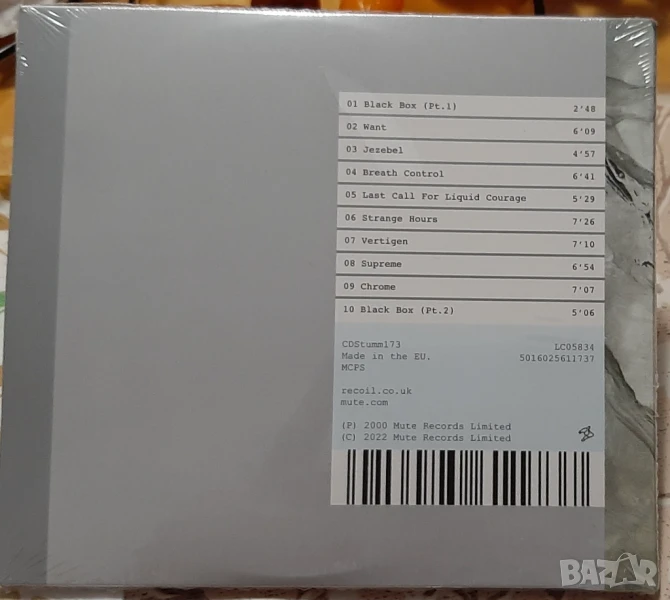 01 Black Box (Pt.1) 2'48
02 Want 6'09
03 Jezebel 4'57
04 Breath Control 6'41
05 Last Call For Liquid Courage 5'29
06 Strange Hours 7'26
07 Vertigen 7'10
08 Supreme 6'54
09 Chrome 7'07
10 Black Box (Pt.2) 5'06
CDStumm173 LC05834
Made in the EU. 5016025611737
MCPS
recoil.co.uk
mute.com
(P) 2000 Mute Records Limited
(C) 2022 Mute Records Limited
BAZAR